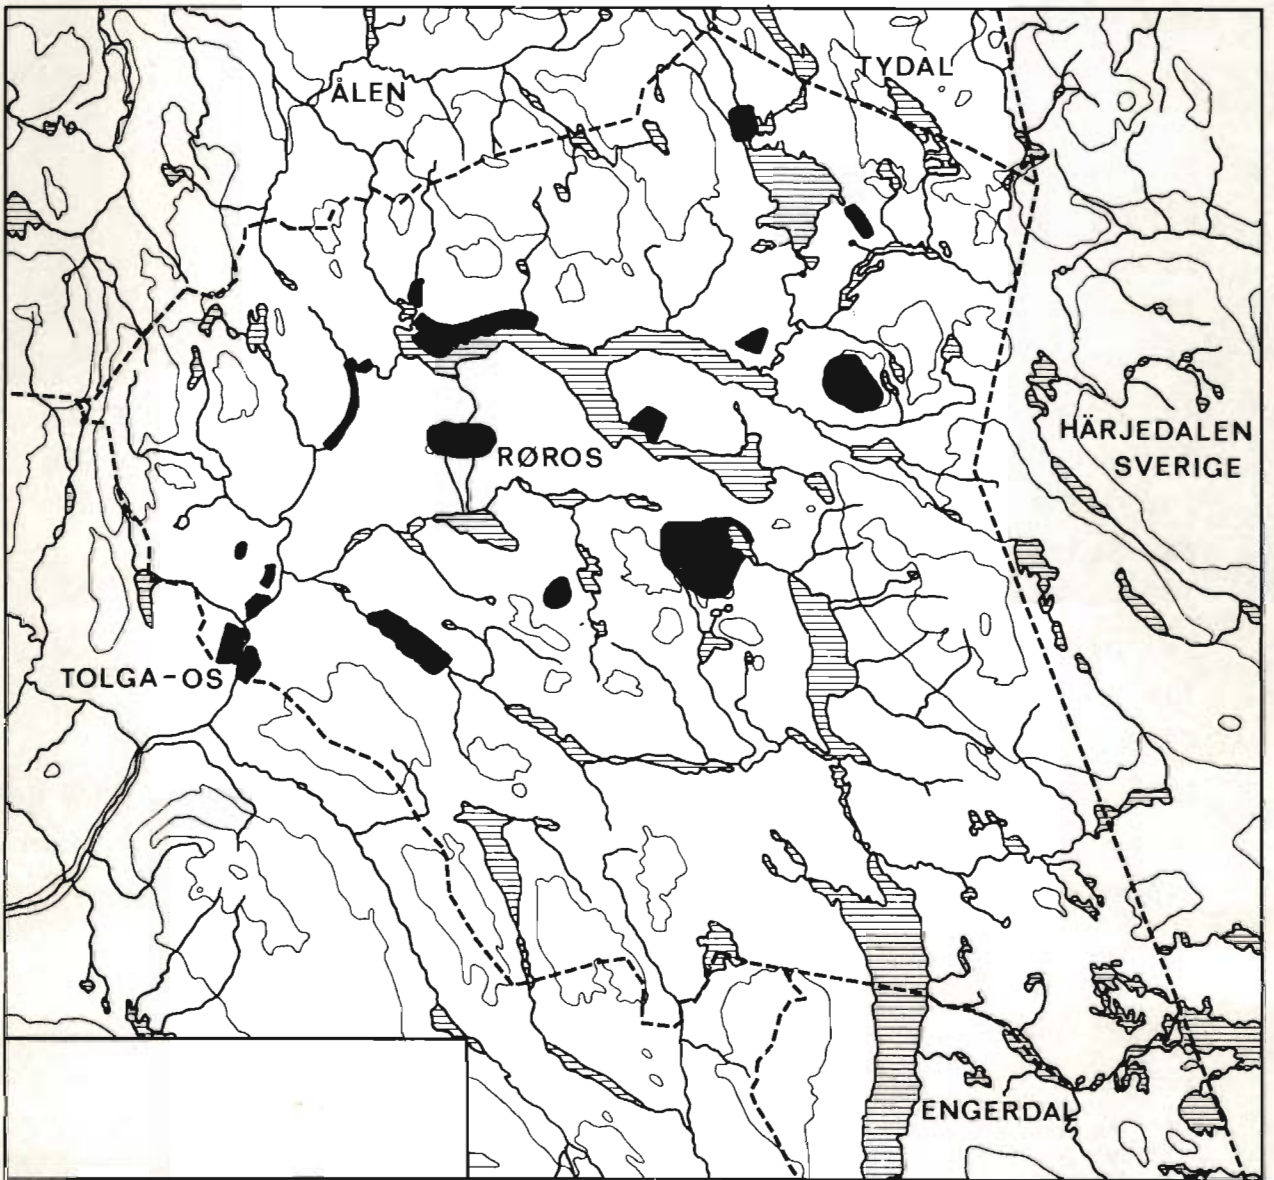 TYDAL
ÅLEN
HÄRJEDALEN
SVERIGE
RØROS
TOLGA-OS
ENGERDAL